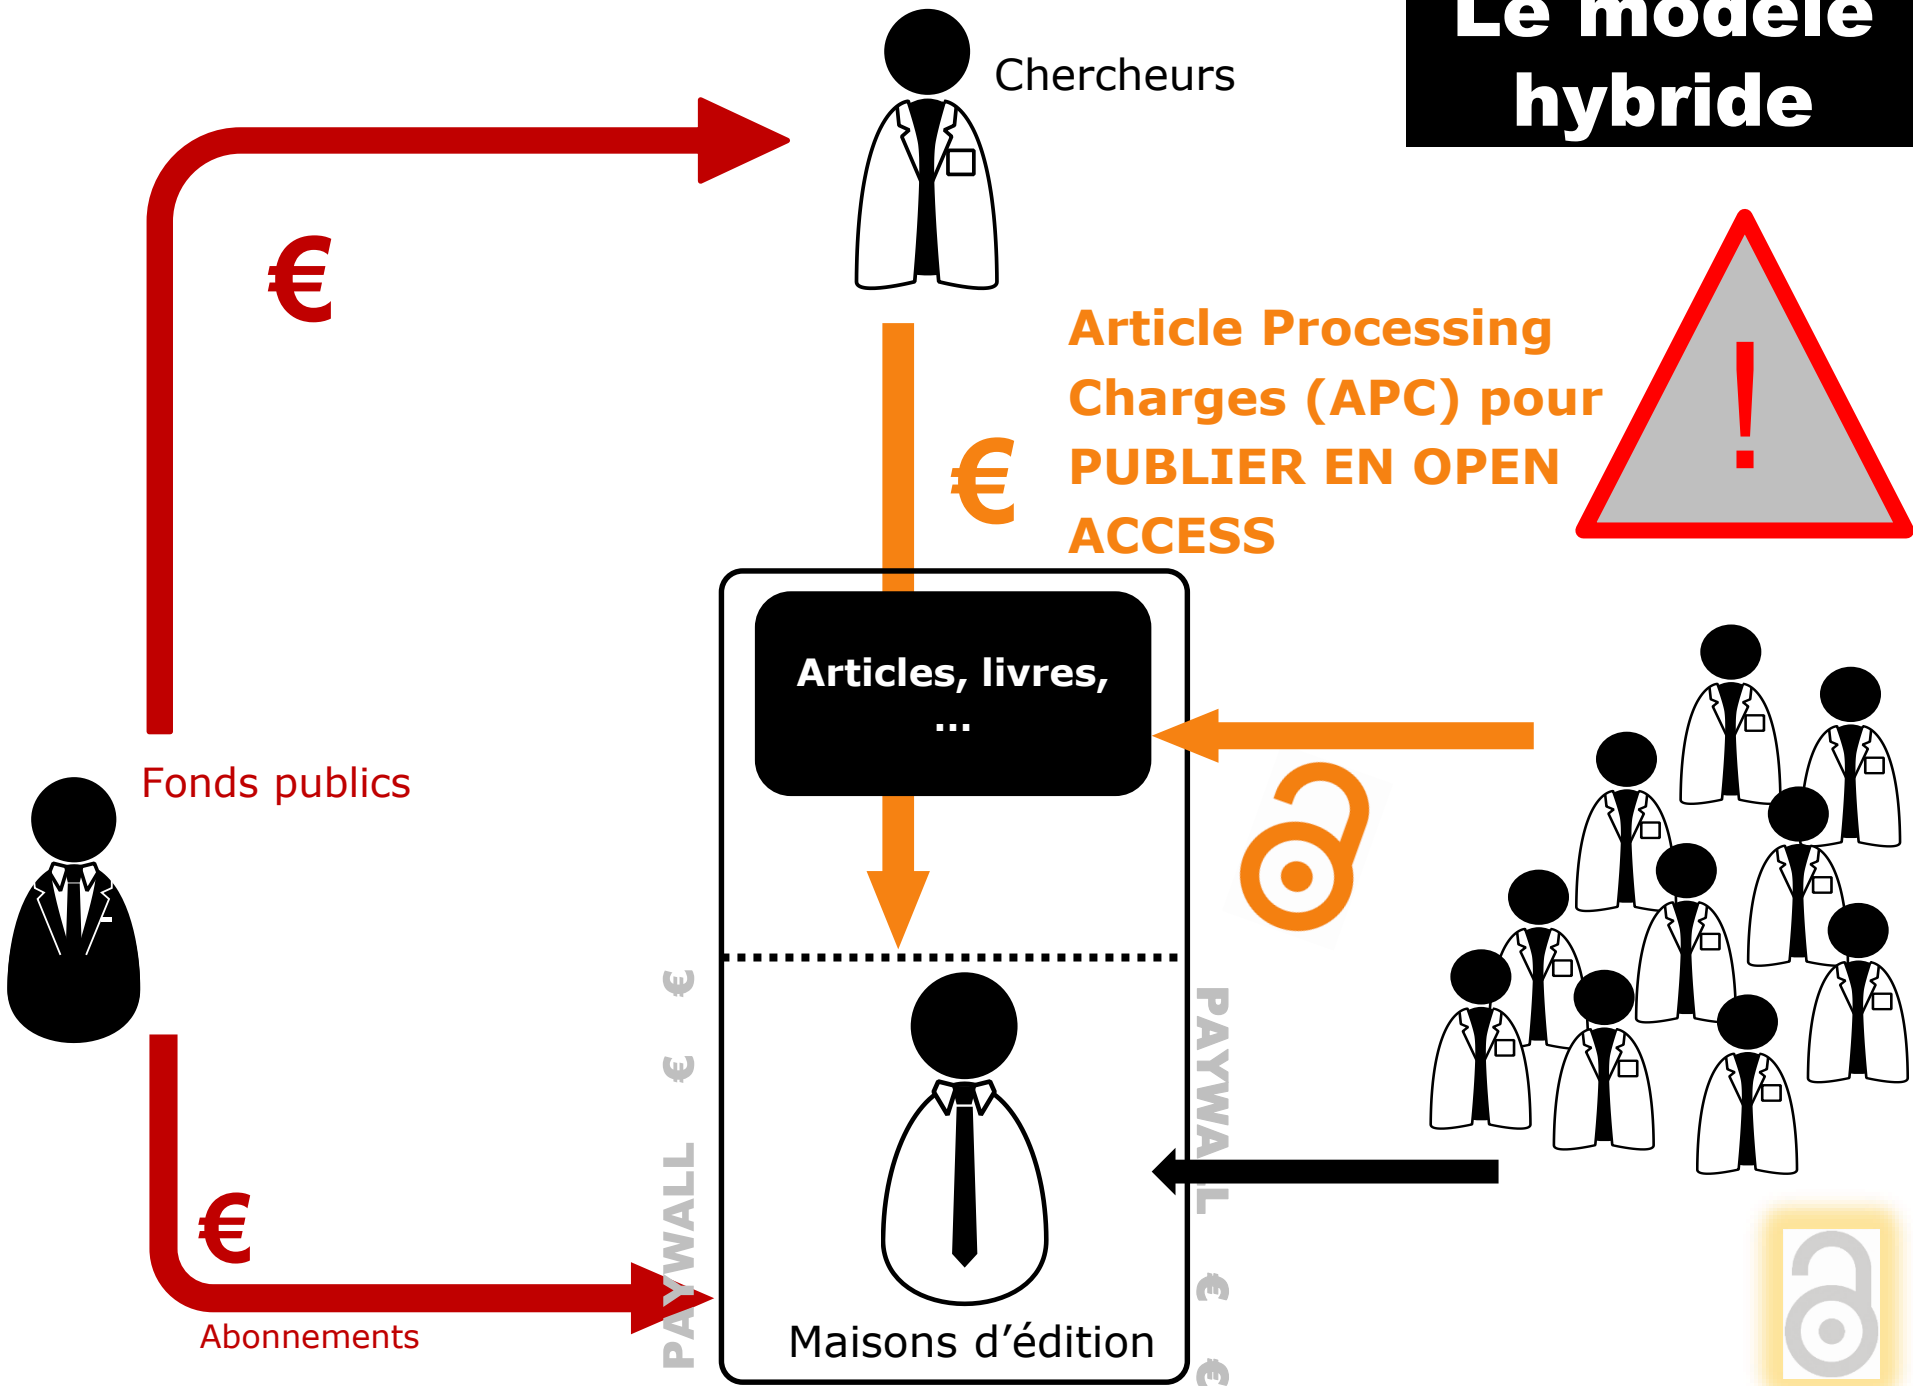 Le modèle
hybride
Chercheurs
€
Article Processing
Charges (APC) pour
PUBLIER EN OPEN
ACCESS
€
!
Articles, livres,
...
Fonds publics
PAYWALL € €
PAYWALL € €
€
Abonnements
Maisons d’édition